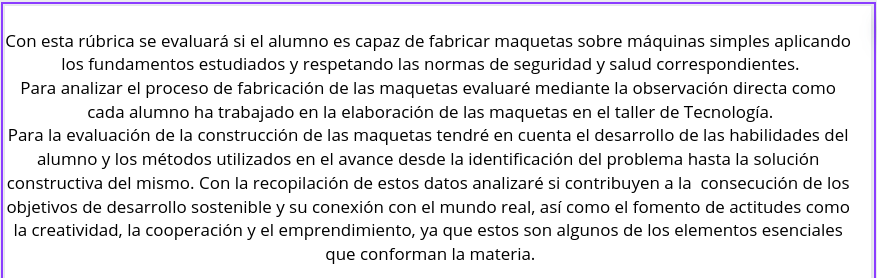 Con esta rúbrica se evaluará si el alumno es capaz de fabricar maquetas sobre máquinas simples aplicando
los fundamentos estudiados y respetando las normas de seguridad y salud correspondientes.
Para analizar el proceso de fabricación de las maquetas evaluaré mediante la observación directa como
cada alumno ha trabajado en la elaboración de las maquetas en el taller de Tecnología.
Para la evaluación de la construcción de las maquetas tendré en cuenta el desarrollo de las habilidades del
alumno y los métodos utilizados en el avance desde la identificación del problema hasta la solución
constructiva del mismo. Con la recopilación de estos datos analizaré si contribuyen a la  consecución de los
objetivos de desarrollo sostenible y su conexión con el mundo real, así como el fomento de actitudes como
la creatividad, la cooperación y el emprendimiento, ya que estos son algunos de los elementos esenciales
que conforman la materia.